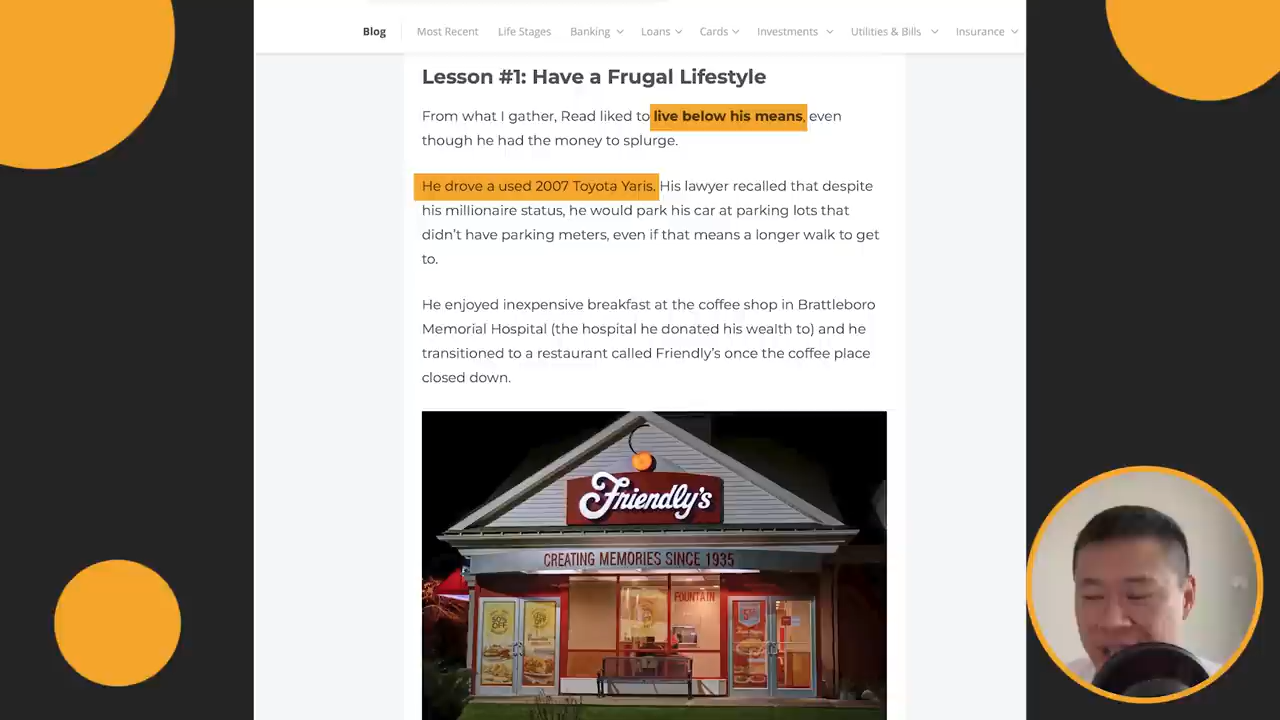 Blog Most Recent Life Stages Banking Loans Cards Investments Utilities & Bills Insurance
Lesson #1: Have a Frugal Lifestyle
From what I gather, Read liked to live below his means, even
though he had the money to splurge.
He drove a used 2007 Toyota Yaris. His lawyer recalled that despite
his millionaire status, he would park his car at parking lots that
didn’t have parking meters, even if that means a longer walk to get
to.
He enjoyed inexpensive breakfast at the coffee shop in Brattleboro
Memorial Hospital (the hospital he donated his wealth to) and he
transitioned to a restaurant called Friendly’s once the coffee place
closed down.
Friendly's
CREATING MEMORIES SINCE 1935
FOUNTAIN
50% OFF